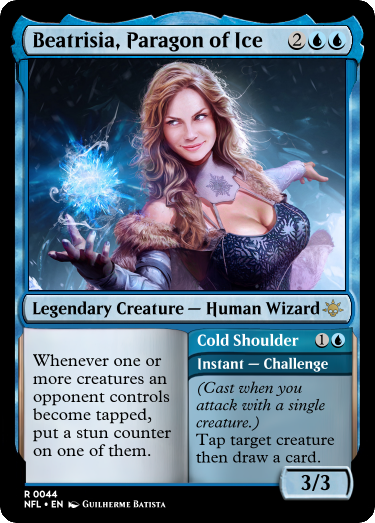 Beatrisia, Paragon of Ice 2
Legendary Creature — Human Wizard
Whenever one or
more creatures an
opponent controls
become tapped,
put a stun counter
on one of them.
Cold Shoulder 1
Instant — Challenge
(Cast when you
attack with a single
creature.)
Tap target creature
then draw a card.
3/3
R 0044
NFL • EN Guilherme Batista